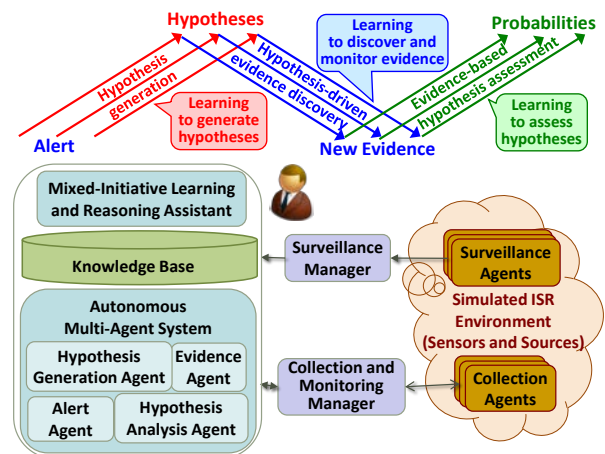 Hypotheses
Probabilities
Learning
to discover and
monitor evidence
Hypothesis
generation
Hypothesis-driven
evidence discovery
Evidence-based
hypothesis assessment
Learning
to generate
hypotheses
Learning
to assess
hypotheses
Alert
New Evidence
Mixed-Initiative Learning
and Reasoning Assistant
Knowledge Base
Surveillance
Manager
Surveillance
Agents
Autonomous
Multi-Agent System
Simulated ISR
Environment
(Sensors and Sources)
Hypothesis
Generation Agent
Evidence
Agent
Alert
Agent
Hypothesis
Analysis Agent
Collection and
Monitoring
Manager
Collection
Agents